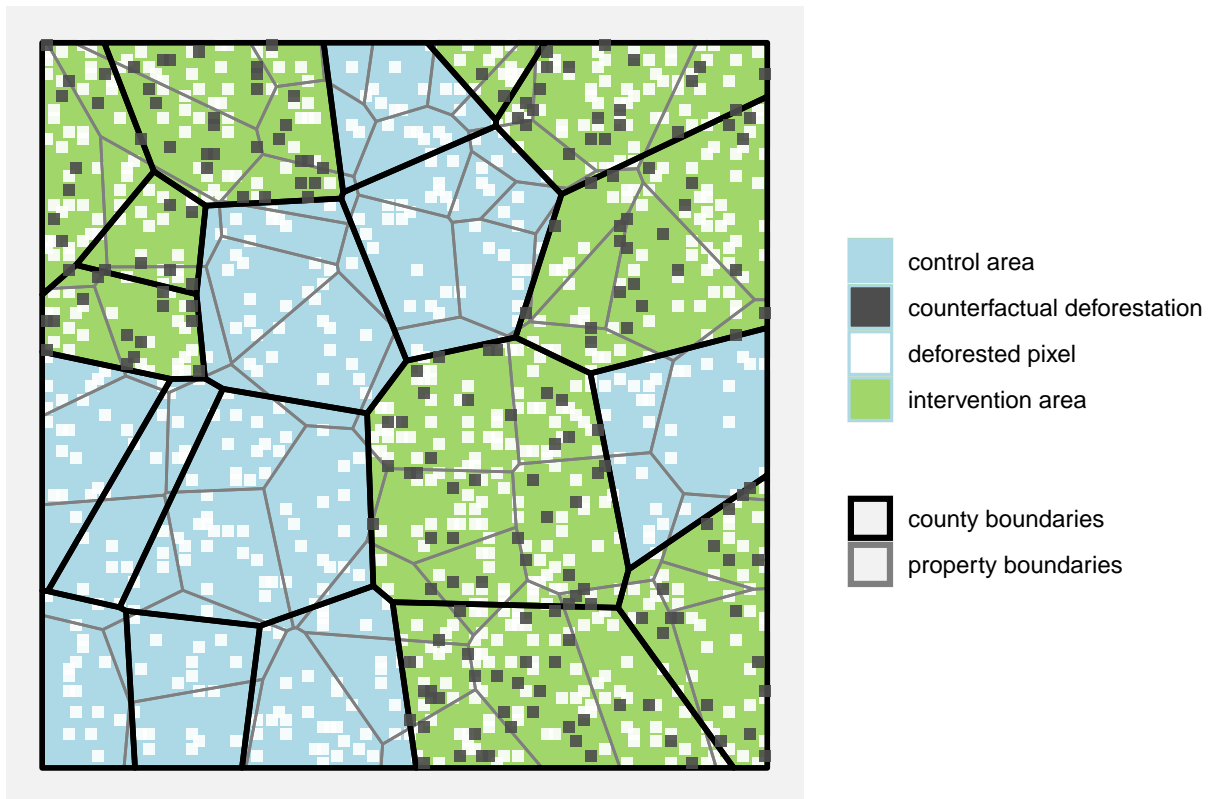 control area
counterfactual deforestation
deforested pixel
intervention area
county boundaries
property boundaries